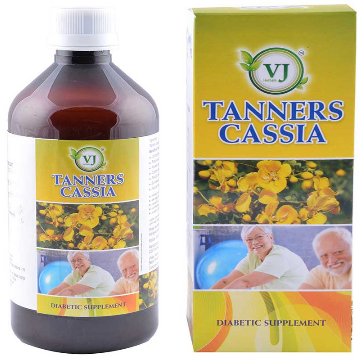 VJ
TANNERS
CASSIA
DIABETIC SUPPLEMENT
VJ
TANNERS
CASSIA
DIABETIC SUPPLEMENT